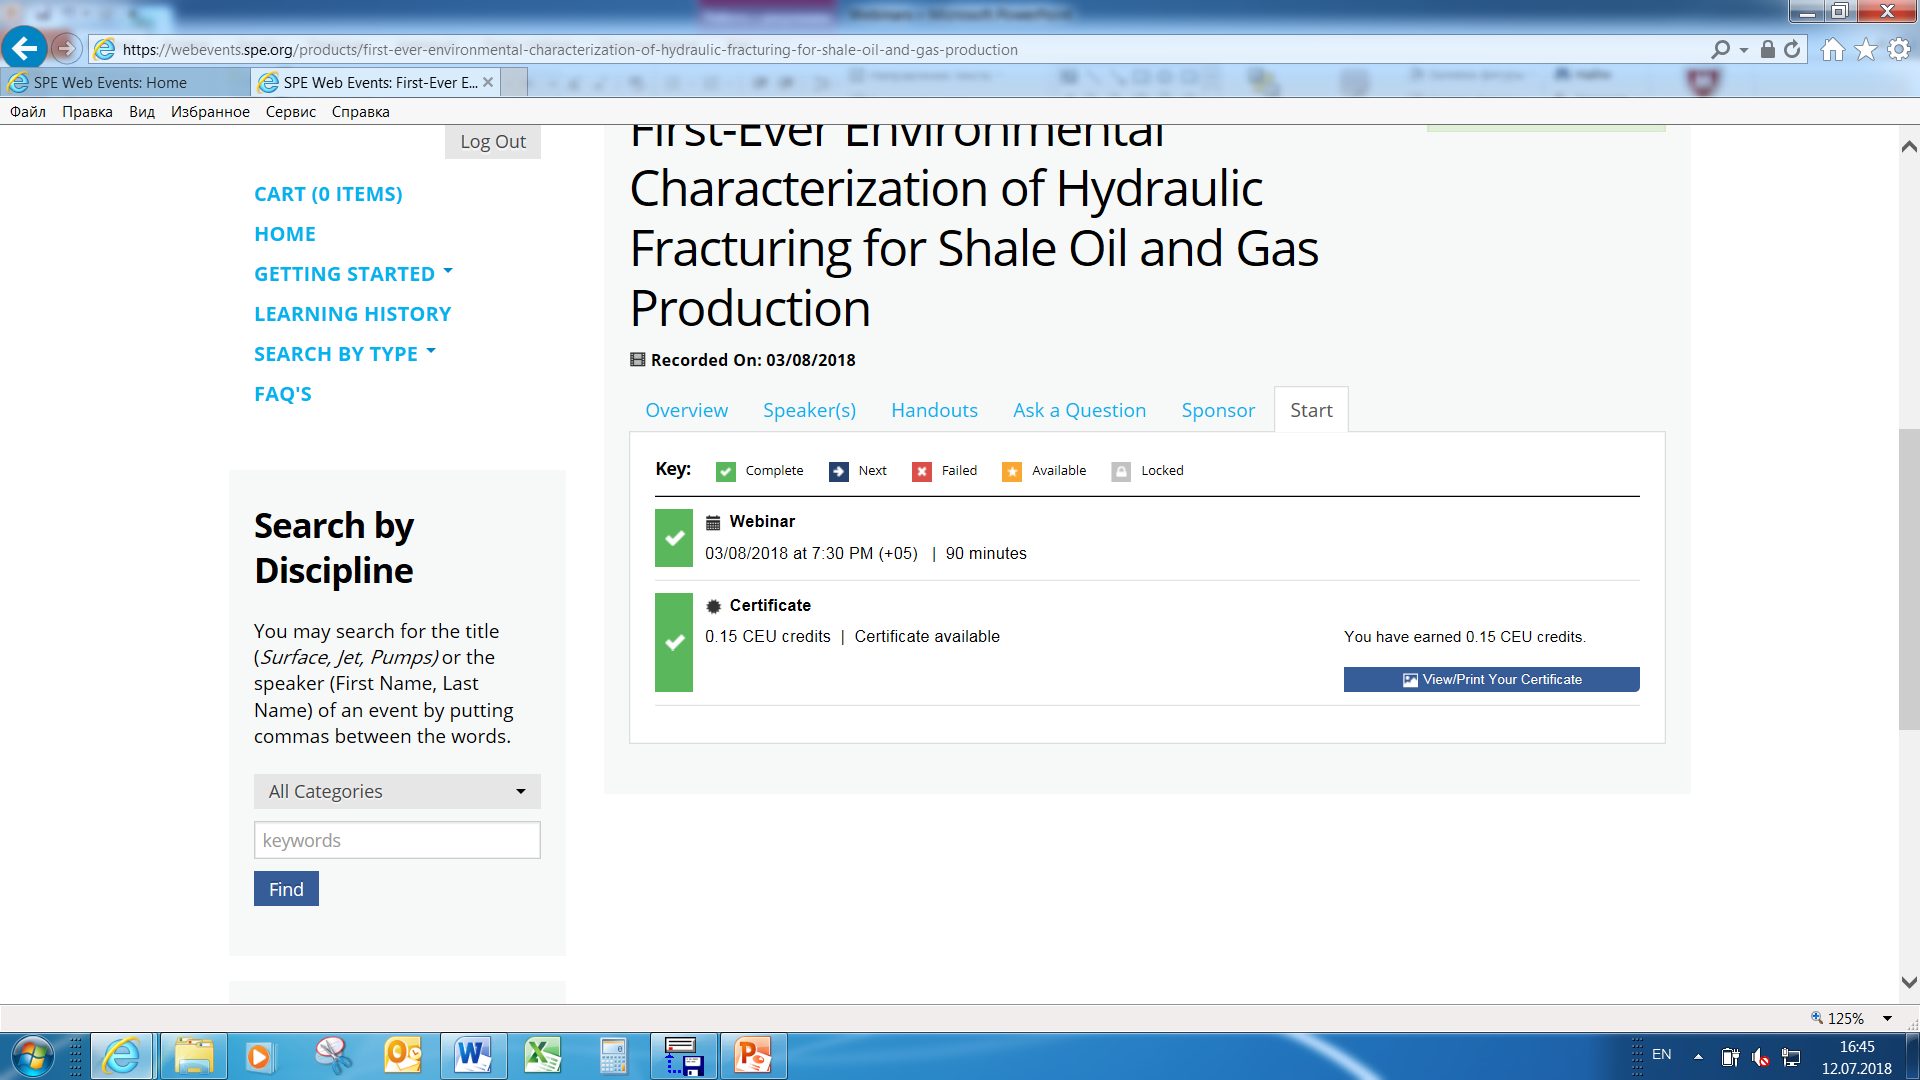 https://webevents.spe.org/products/first-ever-environmental-characterization-of-hydraulic-fracturing-for-shale-oil-and-gas-production
SPE Web Events: Home
SPE Web Events: First-Ever E...
Файл Правка Вид Избранное Сервис Справка
Log Out
CART (0 ITEMS)
HOME
GETTING STARTED
LEARNING HISTORY
SEARCH BY TYPE
FAQ'S
Search by
Discipline
You may search for the title
(Surface, Jet, Pumps) or the
speaker (First Name, Last
Name) of an event by putting
commas between the words.
All Categories
keywords
Find
First-Ever Environmental
Characterization of Hydraulic
Fracturing for Shale Oil and Gas
Production
Recorded On: 03/08/2018
Overview Speaker(s) Handouts Ask a Question Sponsor Start
Key: Complete Next Failed Available Locked
Webinar
03/08/2018 at 7:30 PM (+05) | 90 minutes
Certificate
0.15 CEU credits | Certificate available
You have earned 0.15 CEU credits.
View/Print Your Certificate
125%
EN
16:45
12.07.2018